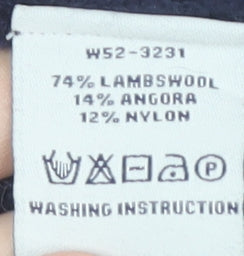 W52-3231
74% LAMBSWOOL
14% ANGORA
12% NYLON
P
WASHING INSTRUCTION